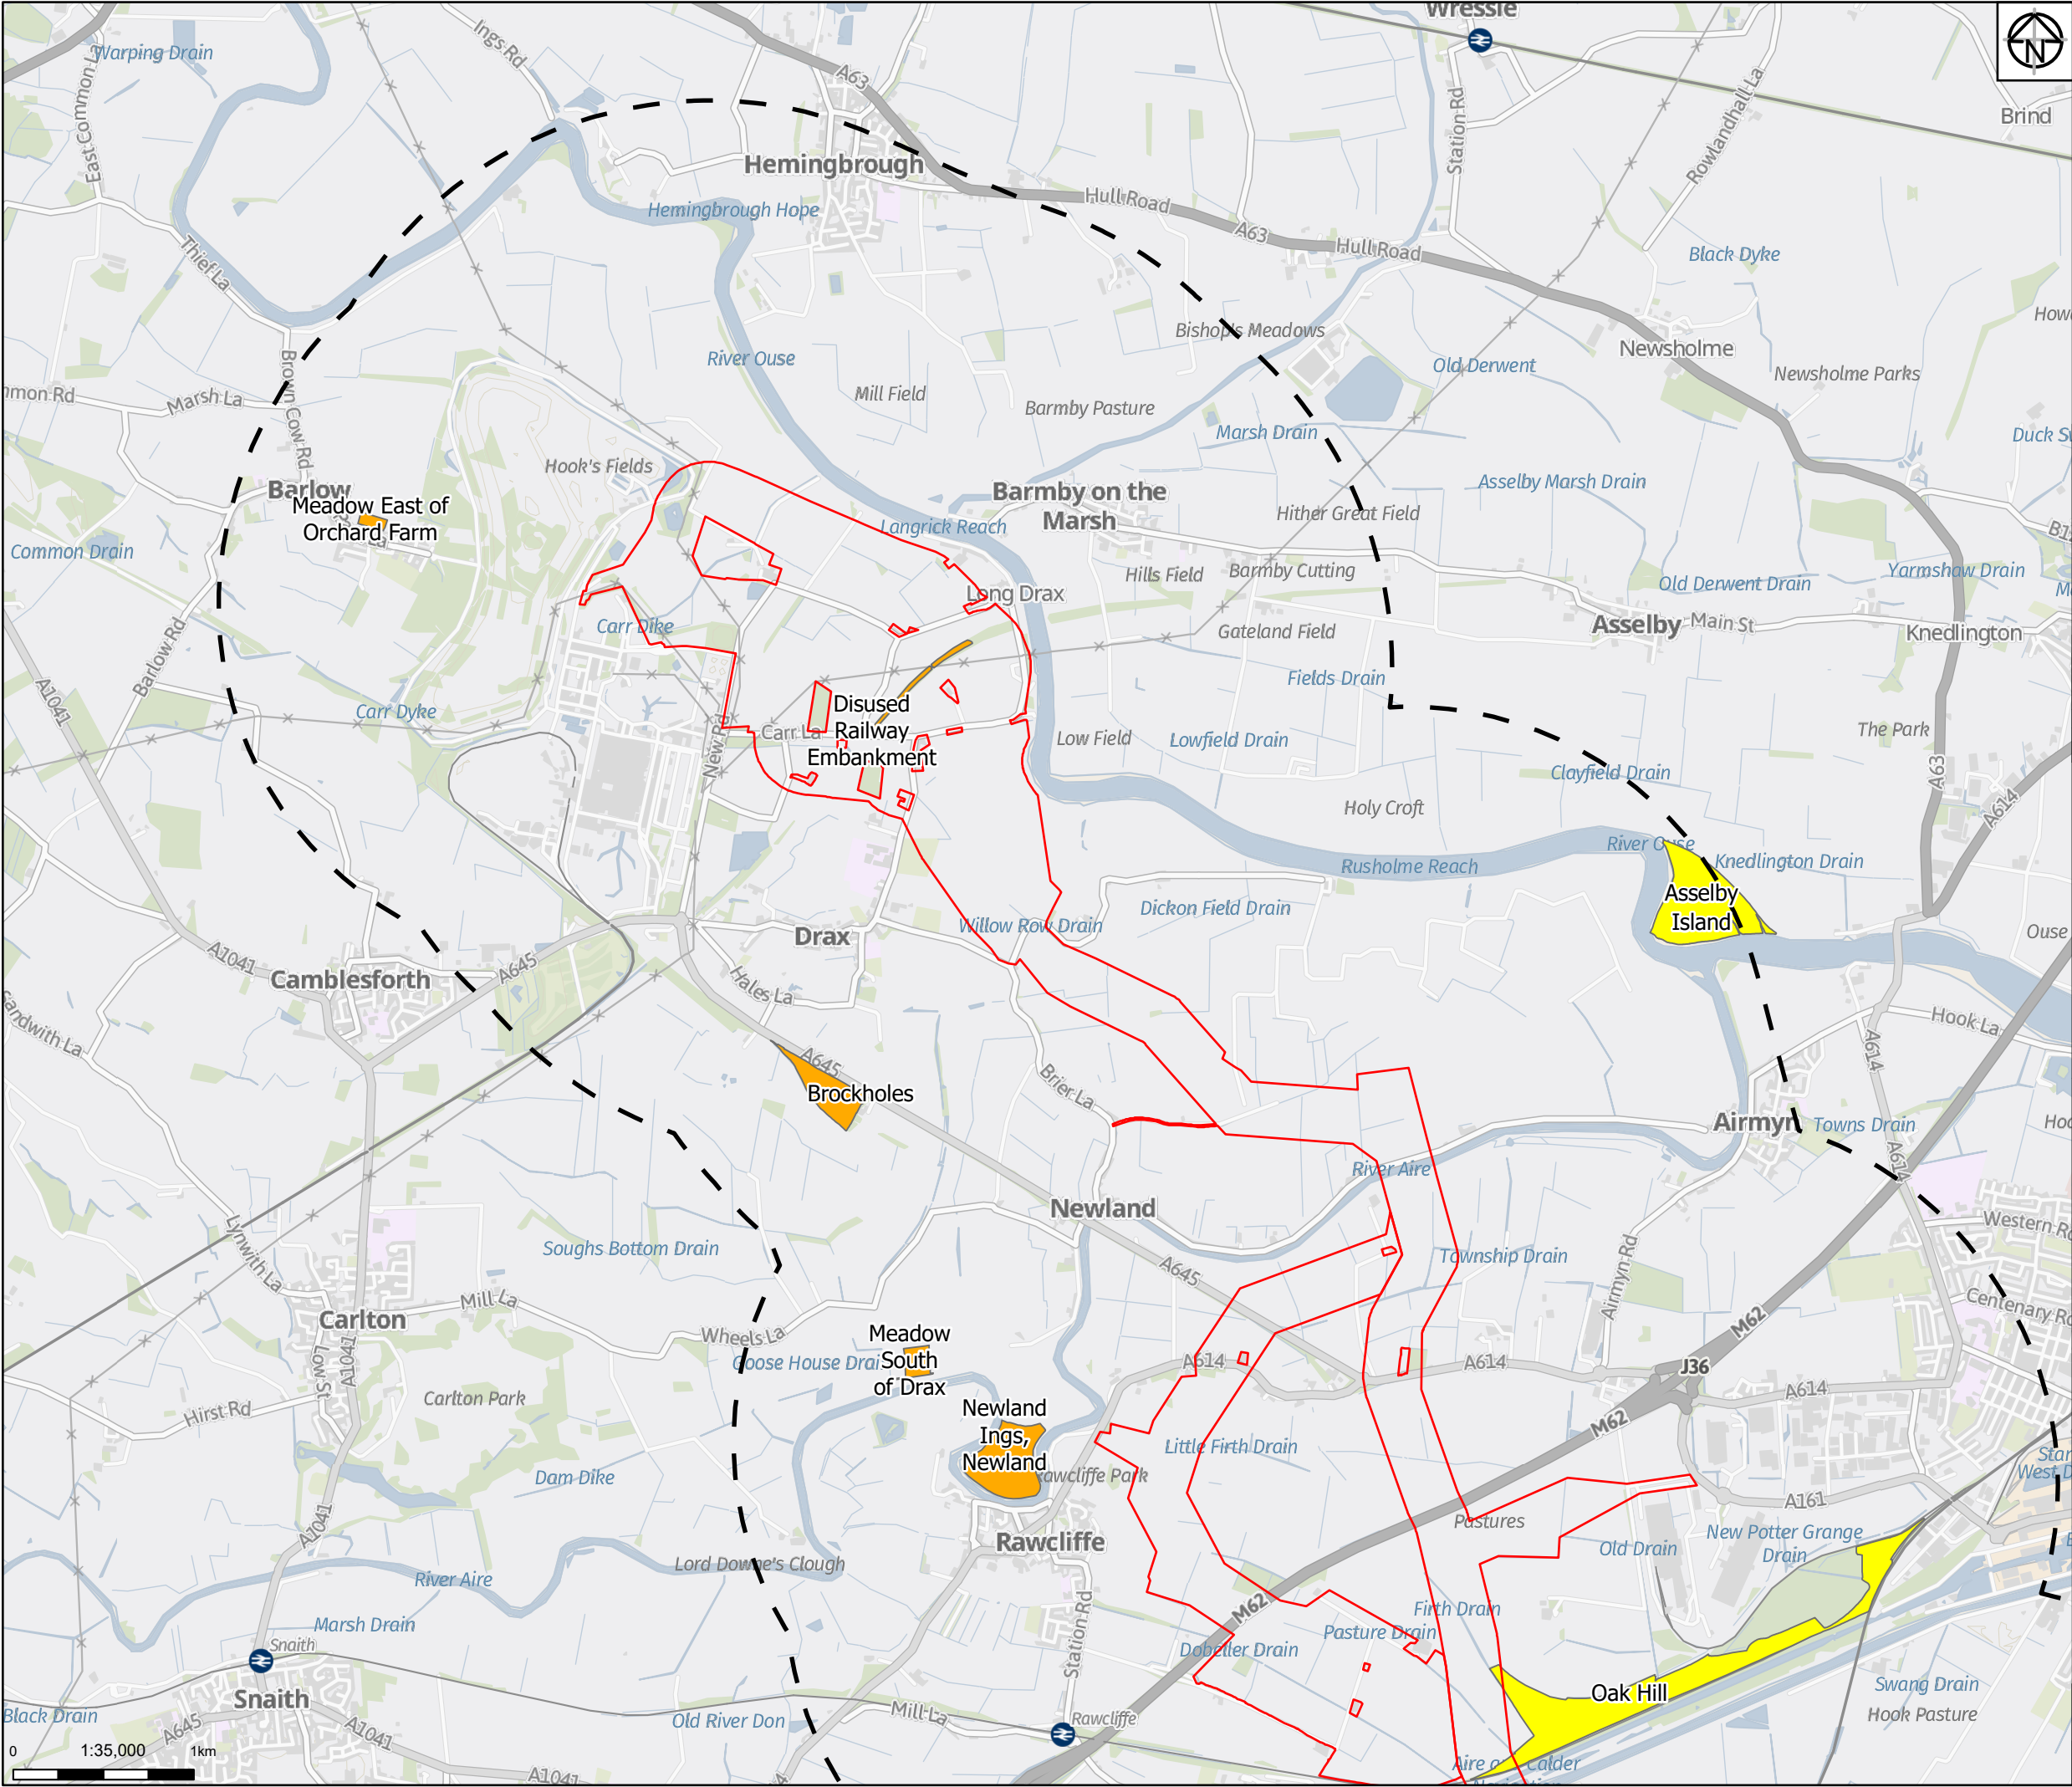 Wressle
N
Warping Drain
Ings Rd
East Common La
A63
Station Rd
Rowlandhall La
Brind
Hemingbrough
Hemingbrough Hope
Hull Road
A63
Hull Road
Thief La
Black Dyke
Bishop's Meadows
River Ouse
Newsholme
Old Derwent
Newsholme Parks
Mill Field
Barmby Pasture
Marsh La
Brown Cow Rd
Marsh Drain
Hook's Fields
Asselby Marsh Drain
Barlow
Meadow East of
Orchard Farm
Barmby on the
Marsh
Hither Great Field
Langrick Reach
Common Drain
Hills Field
Barmby Cutting
Old Derwent Drain
Yarmshaw Drain
Long Drax
Carr Dike
Gateland Field
Asselby
Main St
Knedlington
Barlow Rd
Fields Drain
A1041
Carr Dyke
Disused
Railway
Embankment
Carr La
New Rd
Low Field
Lowfield Drain
The Park
Clayfield Drain
A63
A614
Holy Croft
River Ouse
Rusholme Reach
Knedlington Drain
Asselby
Island
Dickon Field Drain
Willow Row Drain
Drax
Ouse
A1041
A645
Camblesforth
Hales La
Hook La
A614
A645
Brier La
Brockholes
Airmyn
Towns Drain
A614
River Aire
Newland
Western Rd
Lynwith La
Soughs Bottom Drain
A645
Township Drain
Airmyn Rd
Mill La
Carlton
Wheels La
Centenary Rd
M62
Meadow
South
of Drax
Goose House Drain
A614
A614
J36
A614
Low St
A1041
Carlton Park
Hirst Rd
Newland
Ings,
Newland
M62
Little Firth Drain
Rawcliffe Park
Dam Dike
A161
Pastures
A1041
Rawcliffe
New Potter Grange
Drain
Old Drain
Lord Downe's Clough
River Aire
M62
Firth Drain
Marsh Drain
Station Rd
Pasture Drain
Dobeller Drain
Snaith
Snaith
Oak Hill
Swang Drain
Hook Pasture
Black Drain
A645
A1041
Old River Don
Mill La
Rawcliffe
0 1:35,000 1km
A1041